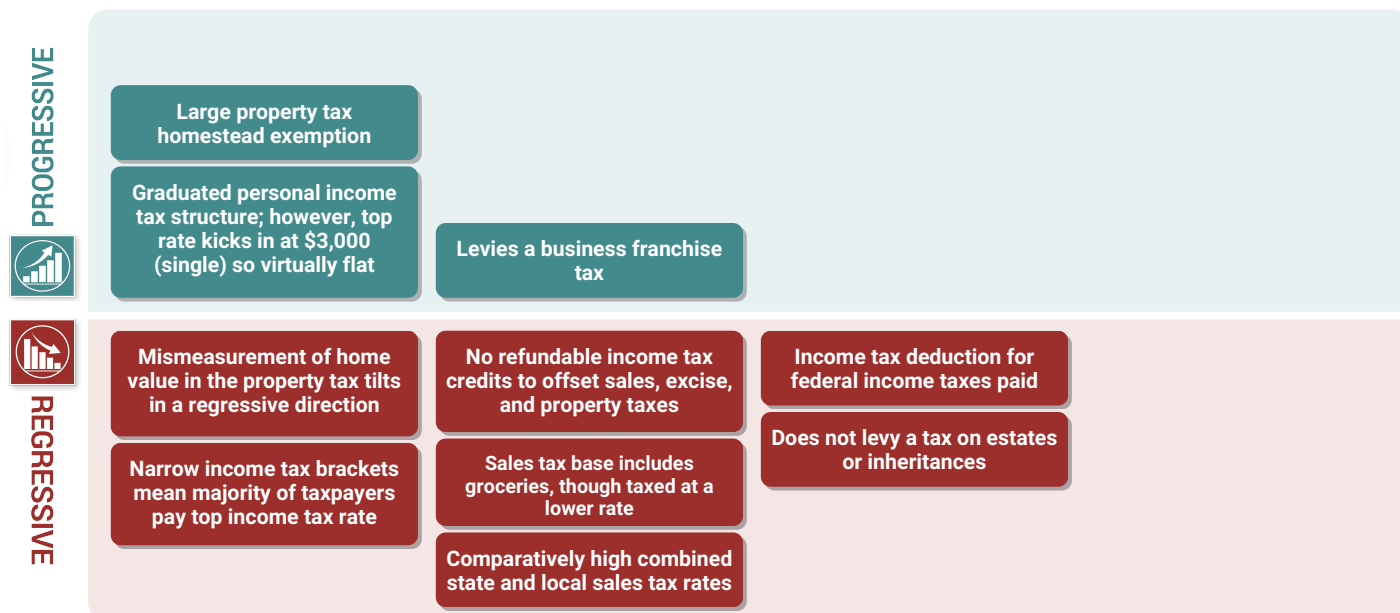 PROGRESSIVE
Large property tax
homestead exemption
Graduated personal income
tax structure; however, top
rate kicks in at $3,000
(single) so virtually flat
Levies a business franchise
tax
REGRESSIVE
Mismeasurement of home
value in the property tax tilts
in a regressive direction
Narrow income tax brackets
mean majority of taxpayers
pay top income tax rate
No refundable income tax
credits to offset sales, excise,
and property taxes
Sales tax base includes
groceries, though taxed at a
lower rate
Comparatively high combined
state and local sales tax rates
Income tax deduction for
federal income taxes paid
Does not levy a tax on estates
or inheritances